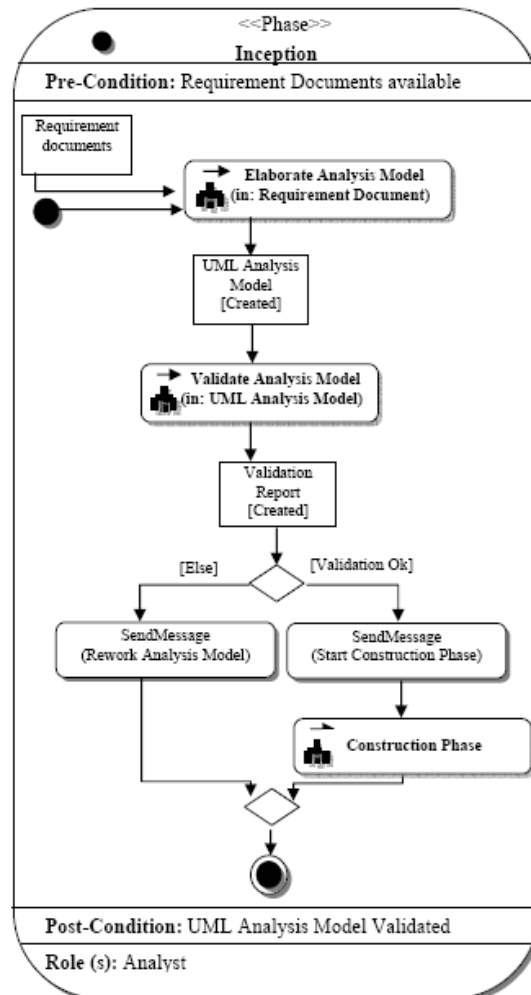 <<Phase>>
Inception
Pre-Condition: Requirement Documents available
Requirement
documents
Elaborate Analysis Model
(in: Requirement Document)
UML Analysis
Model
[Created]
Validate Analysis Model
(in: UML Analysis Model)
Validation
Report
[Created]
[Else]
[Validation Ok]
SendMessage
(Rework Analysis Model)
SendMessage
(Start Construction Phase)
Construction Phase
Post-Condition: UML Analysis Model Validated
Role (s): Analyst